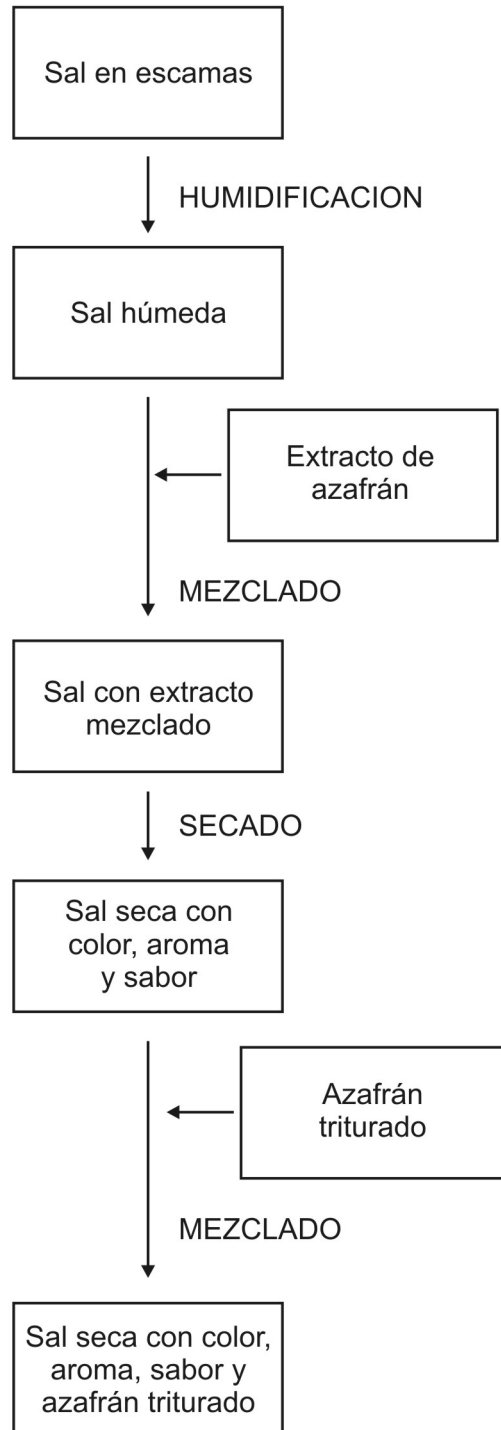 Sal en escamas
HUMIDIFICACION
Sal húmeda
Extracto de
azafrán
MEZCLADO
Sal con extracto
mezclado
SECADO
Sal seca con
color, aroma
y sabor
Azafrán
triturado
MEZCLADO
Sal seca con color,
aroma, sabor y
azafrán triturado